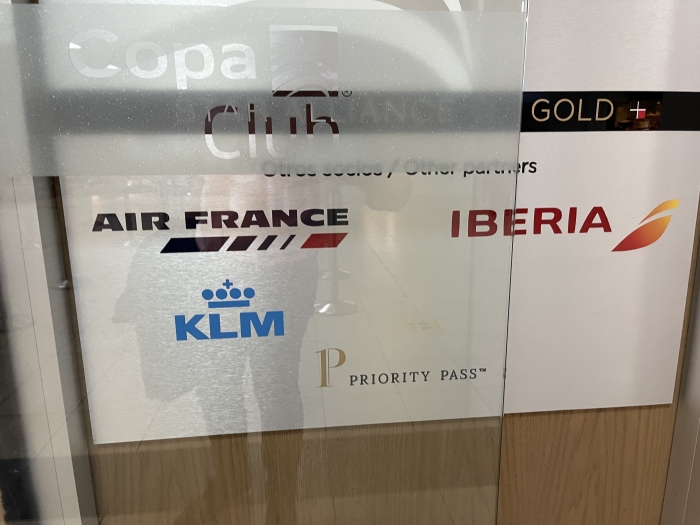 Copa
Club®
GOLD
Otros socios / Other partners
AIR FRANCE
IBERIA
KLM
PRIORITY PASS™